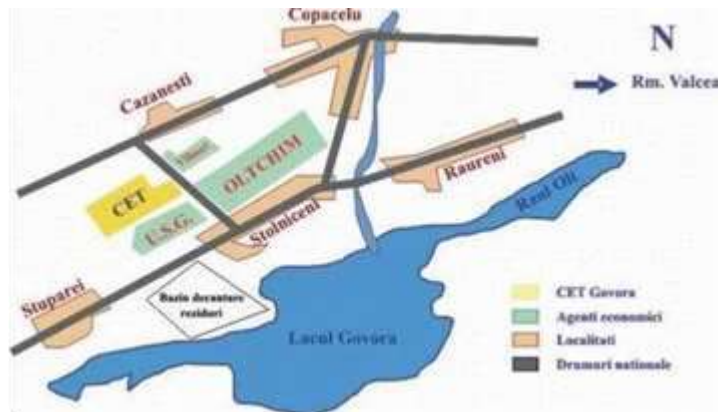 Copacelu
N
Rm. Valcea
Cazanesti
OLTCHIM
Raureni
Raul Olt
CET
U.S.G.
Stolniceni
Stuparei
Bazin decantare
reziduri
Lacul Govora
CET Govora
Agenti economici
Localitati
Drumuri nationale